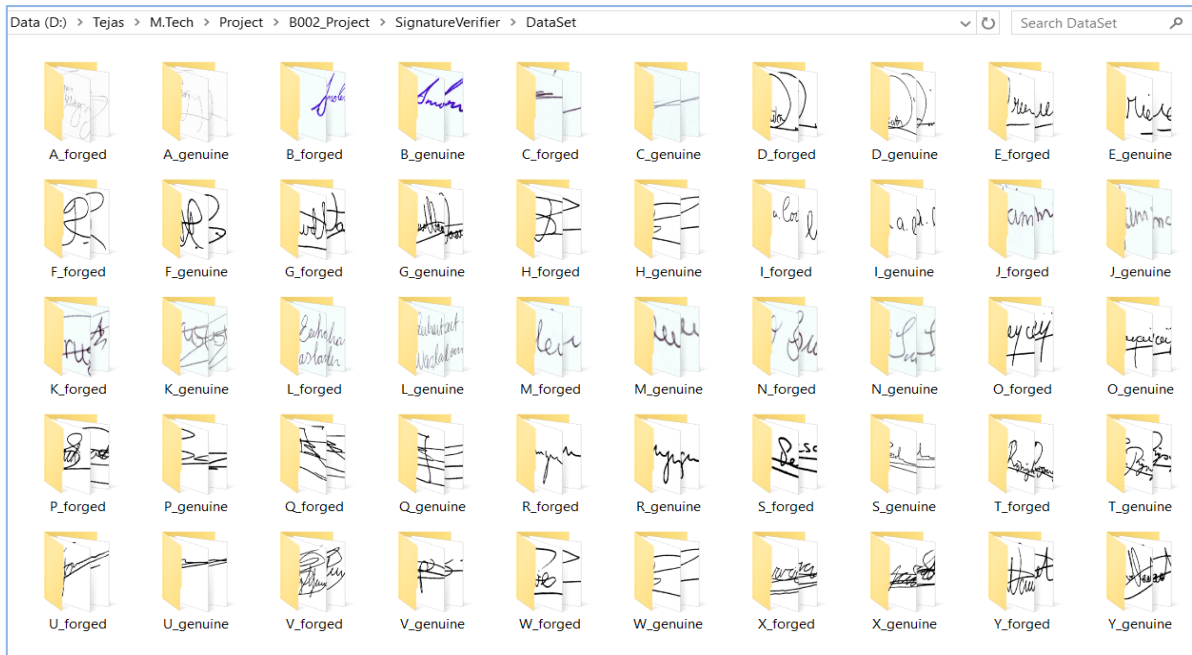 Data (D:) > Tejas > M.Tech > Project > B002_Project > SignatureVerifier > DataSet
Search DataSet
A_forged A_genuine B_forged B_genuine C_forged C_genuine D_forged D_genuine E_forged E_genuine
F_forged F_genuine G_forged G_genuine H_forged H_genuine I_forged I_genuine J_forged J_genuine
K_forged K_genuine L_forged L_genuine M_forged M_genuine N_forged N_genuine O_forged O_genuine
P_forged P_genuine Q_forged Q_genuine R_forged R_genuine S_forged S_genuine T_forged T_genuine
U_forged U_genuine V_forged V_genuine W_forged W_genuine X_forged X_genuine Y_forged Y_genuine